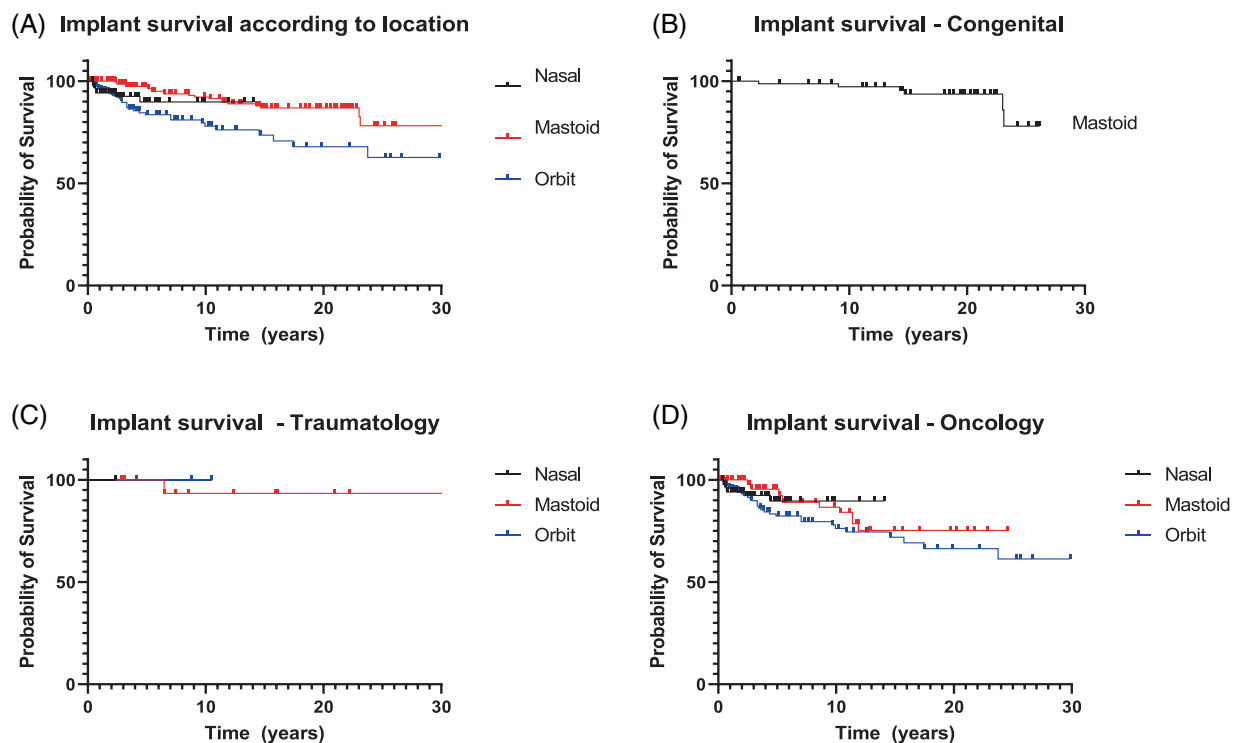 (A) Implant survival according to location
Probability of Survival
100
50
0
0 10 20 30
Time (years)
Nasal
Mastoid
Orbit
(B) Implant survival - Congenital
Probability of Survival
100
50
0
0 10 20 30
Time (years)
Mastoid
(C) Implant survival - Traumatology
Probability of Survival
100
50
0
0 10 20 30
Time (years)
Nasal
Mastoid
Orbit
(D) Implant survival - Oncology
Probability of Survival
100
50
0
0 10 20 30
Time (years)
Nasal
Mastoid
Orbit